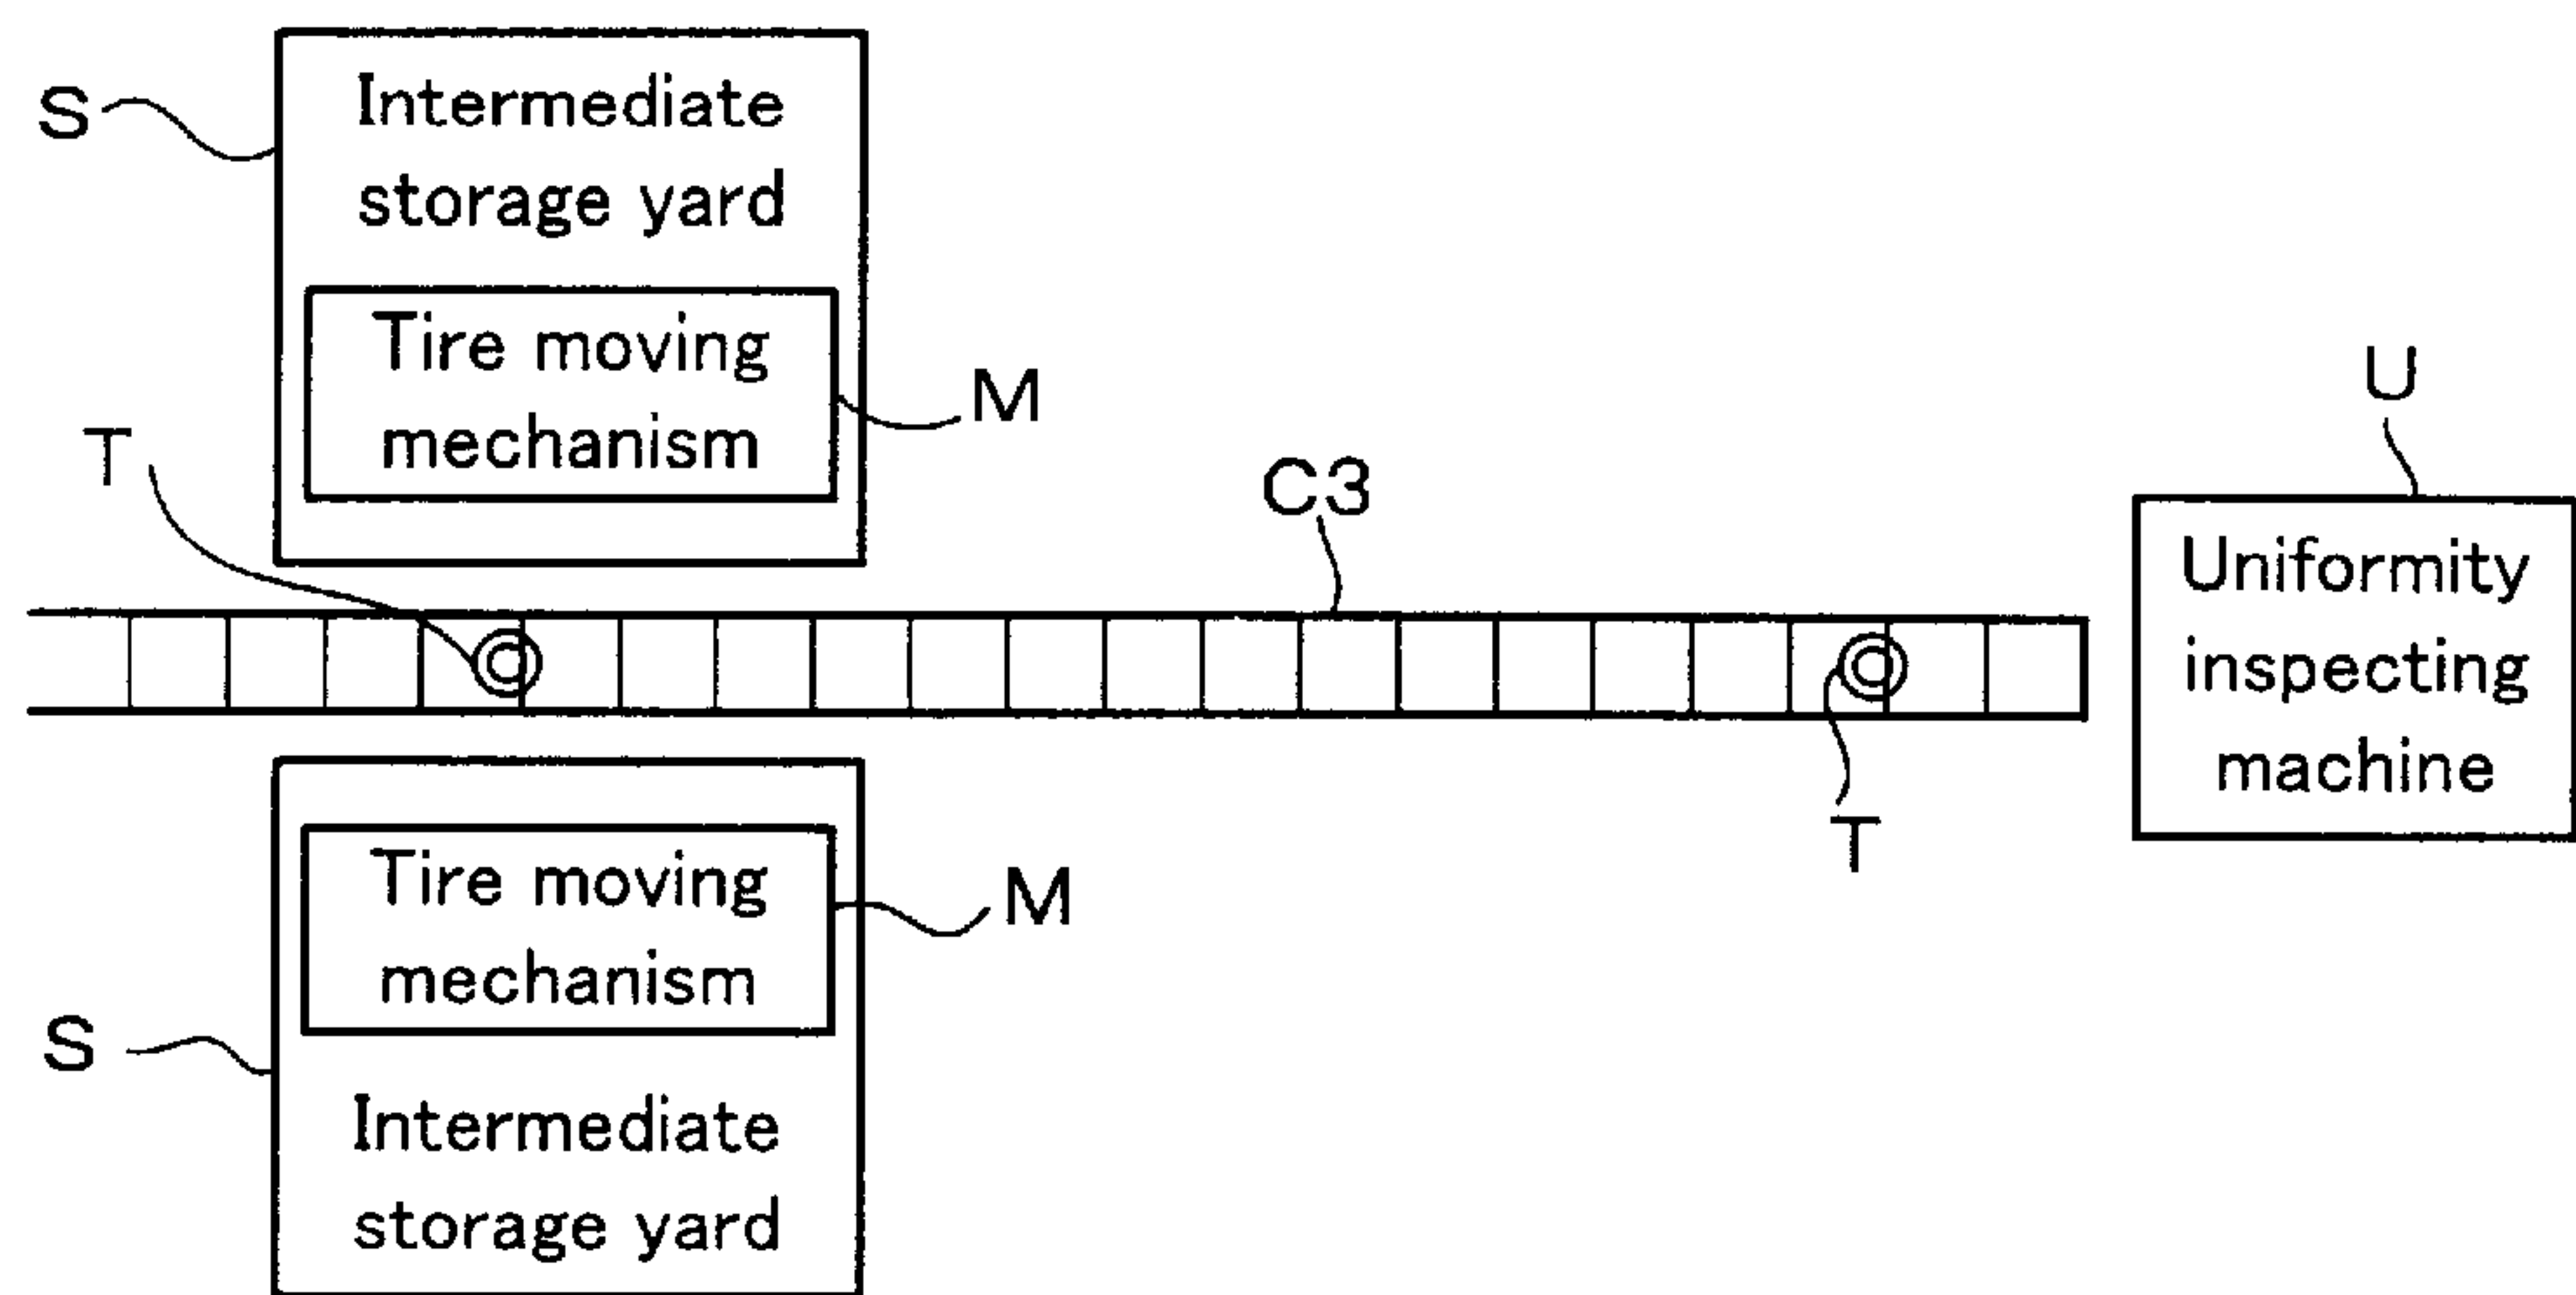 S
Intermediate
storage yard
Tire moving
mechanism
M
T
C3
U
Uniformity
inspecting
machine
T
Tire moving
mechanism
M
S
Intermediate
storage yard